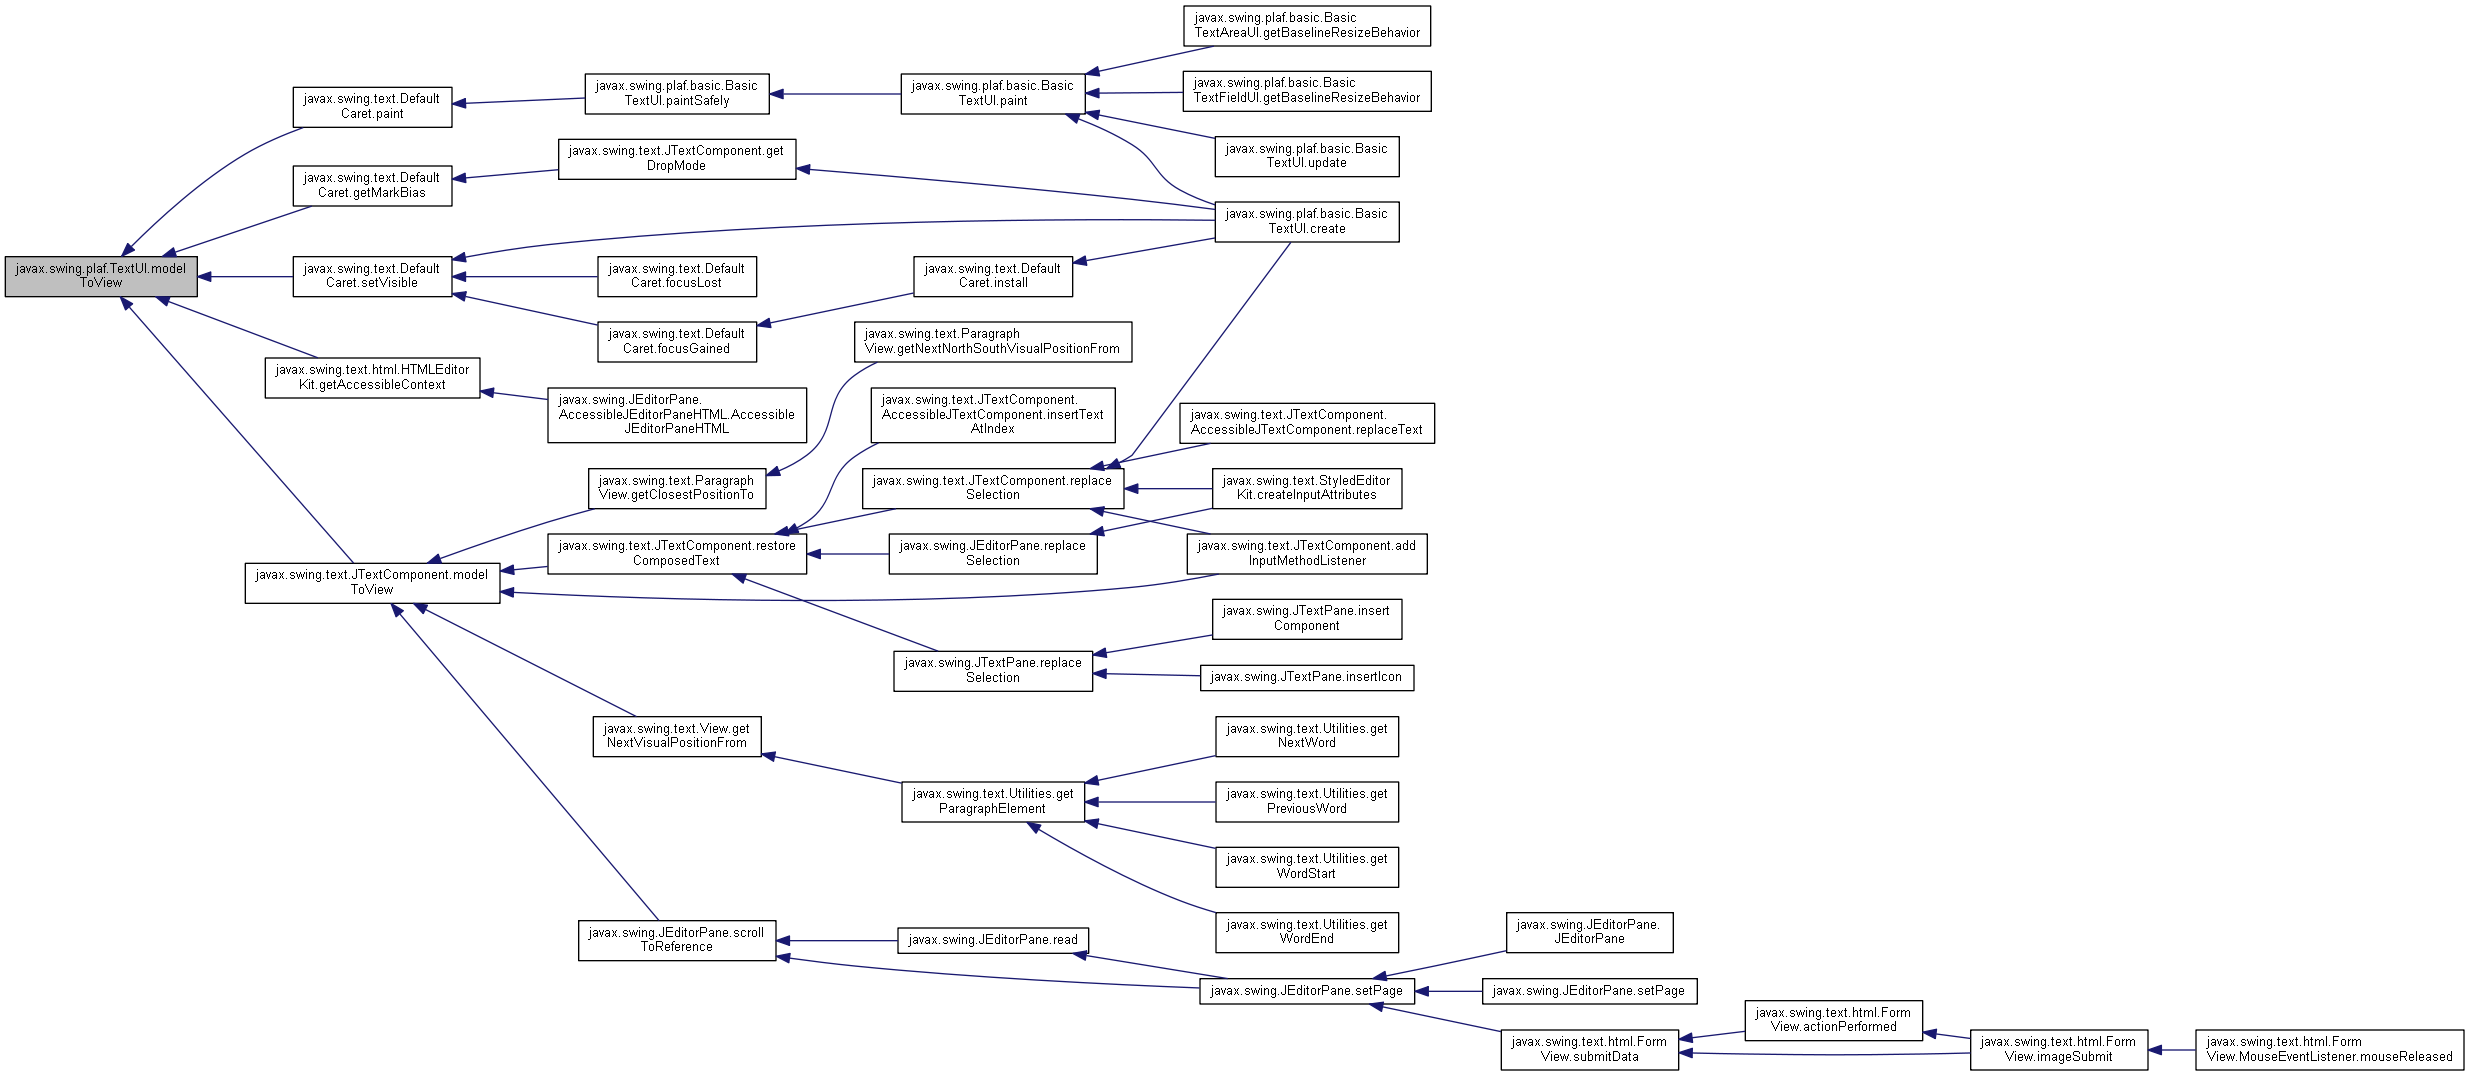 javax.swing.plaf.TextUI.model
ToView
javax.swing.text.Default
Caret.paint
javax.swing.plaf.basic.Basic
TextUI.paintSafely
javax.swing.plaf.basic.Basic
TextUI.paint
javax.swing.plaf.basic.Basic
TextAreaUI.getBaselineResizeBehavior
javax.swing.plaf.basic.Basic
TextFieldUI.getBaselineResizeBehavior
javax.swing.plaf.basic.Basic
TextUI.update
javax.swing.plaf.basic.Basic
TextUI.create
javax.swing.text.Default
Caret.getMarkBias
javax.swing.text.JTextComponent.get
DropMode
javax.swing.text.Default
Caret.setVisible
javax.swing.text.Default
Caret.focusLost
javax.swing.text.Default
Caret.focusGained
javax.swing.text.Default
Caret.install
javax.swing.text.html.HTMLEditor
Kit.getAccessibleContext
javax.swing.JEditorPane.
AccessibleJEditorPaneHTML.Accessible
JEditorPaneHTML
javax.swing.text.JTextComponent.model
ToView
javax.swing.text.Paragraph
View.getClosestPositionTo
javax.swing.text.Paragraph
View.getNextNorthSouthVisualPositionFrom
javax.swing.text.JTextComponent.restore
ComposedText
javax.swing.text.JTextComponent.
AccessibleJTextComponent.insertText
AtIndex
javax.swing.text.JTextComponent.replace
Selection
javax.swing.text.JTextComponent.
AccessibleJTextComponent.replaceText
javax.swing.text.StyledEditor
Kit.createInputAttributes
javax.swing.JEditorPane.replace
Selection
javax.swing.text.JTextComponent.add
InputMethodListener
javax.swing.JTextPane.replace
Selection
javax.swing.JTextPane.insert
Component
javax.swing.JTextPane.insertIcon
javax.swing.text.View.get
NextVisualPositionFrom
javax.swing.text.Utilities.get
ParagraphElement
javax.swing.text.Utilities.get
NextWord
javax.swing.text.Utilities.get
PreviousWord
javax.swing.text.Utilities.get
WordStart
javax.swing.text.Utilities.get
WordEnd
javax.swing.JEditorPane.scroll
ToReference
javax.swing.JEditorPane.read
javax.swing.JEditorPane.setPage
javax.swing.JEditorPane.
JEditorPane
javax.swing.JEditorPane.setPage
javax.swing.text.html.Form
View.submitData
javax.swing.text.html.Form
View.actionPerformed
javax.swing.text.html.Form
View.imageSubmit
javax.swing.text.html.Form
View.MouseEventListener.mouseReleased